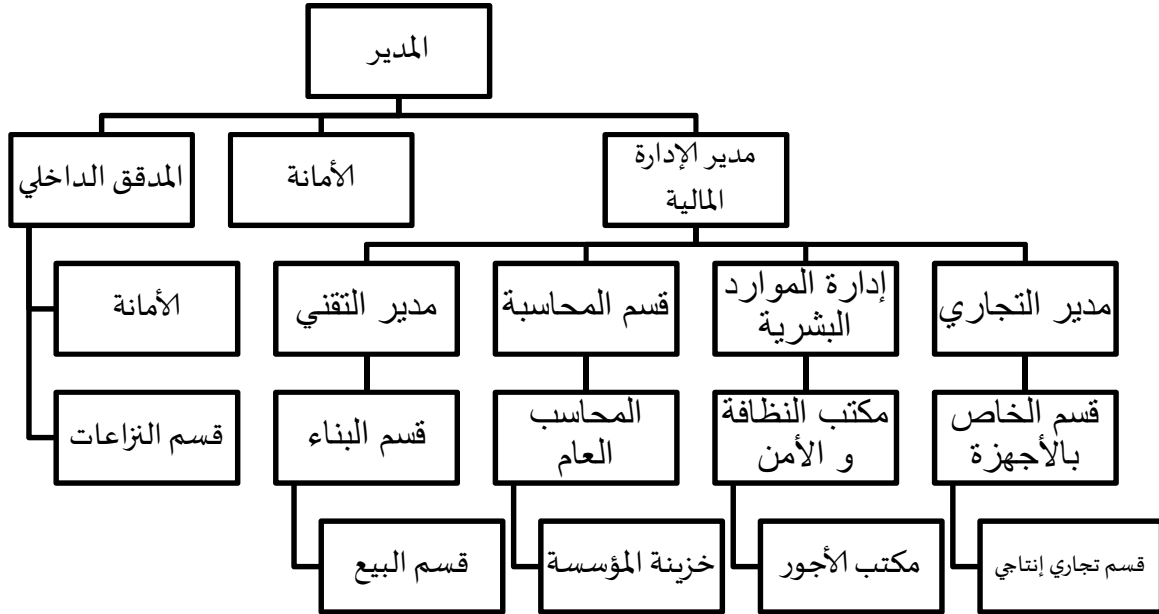 المدير
مدير الإدارة
المالية
الأمانة
المدقق الداخلي
مدير التجاري
إدارة الموارد
البشرية
قسم المحاسبة
مدير التقني
الأمانة
قسم الخاص
بالأجهزة
مكتب النظافة
و الأمن
المحاسب
العام
قسم البناء
قسم النزاعات
قسم تجاري إنتاجي
مكتب الأجور
خزينة المؤسسة
قسم البيع